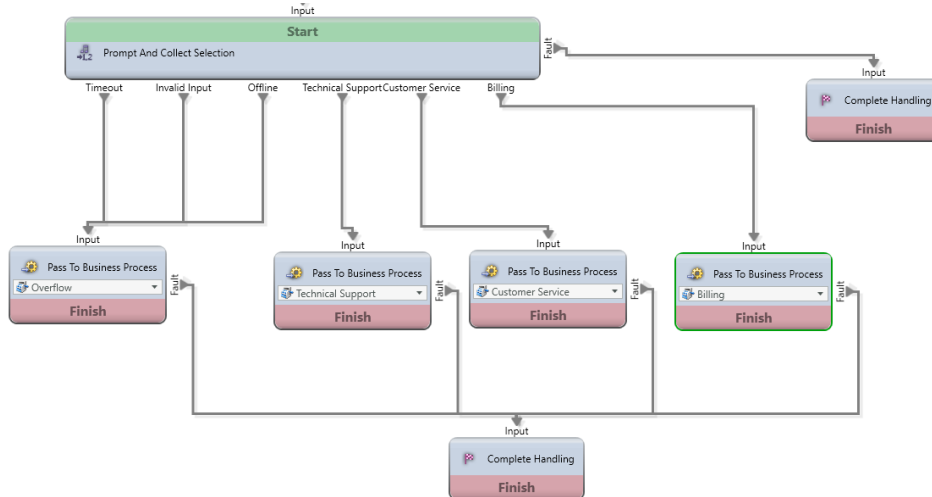 Input
Start
Prompt And Collect Selection
Fault
Timeout Invalid Input Offline Technical Support Customer Service Billing
Input
Complete Handling
Finish
Input
Pass To Business Process
Overflow
Finish
Fault
Input
Pass To Business Process
Technical Support
Finish
Fault
Input
Pass To Business Process
Customer Service
Finish
Fault
Input
Pass To Business Process
Billing
Finish
Fault
Input
Complete Handling
Finish